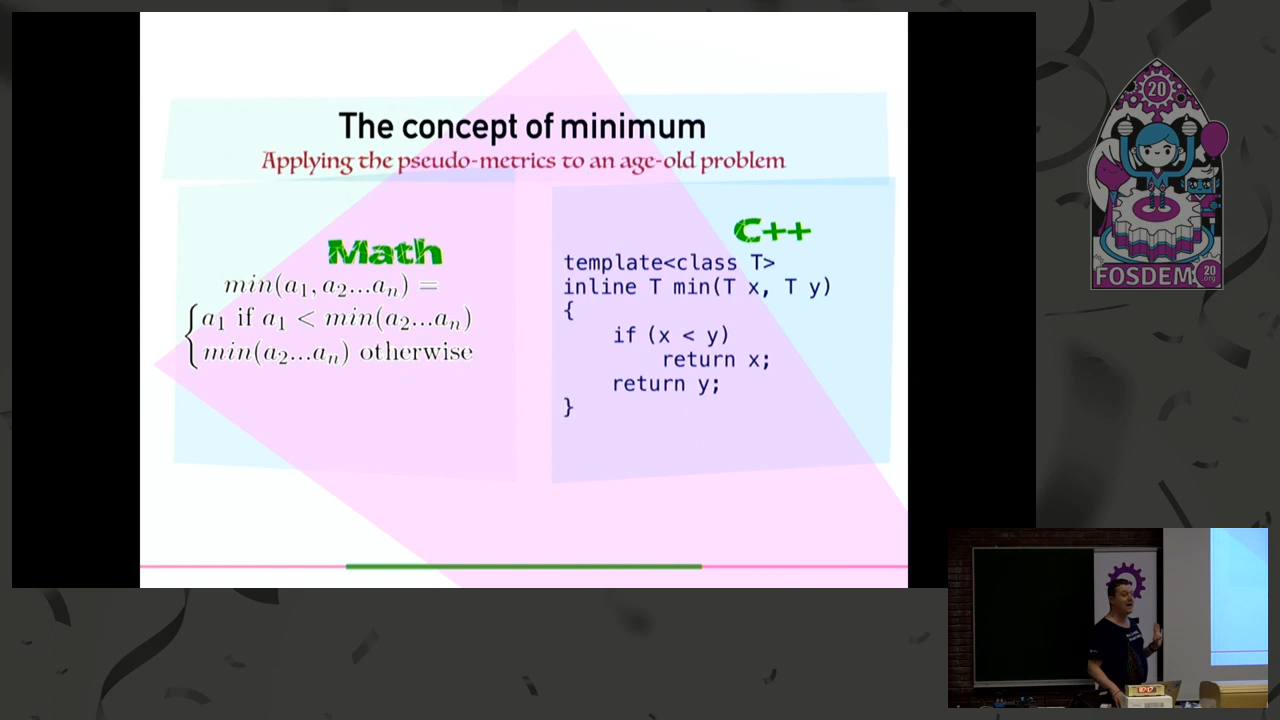 The concept of minimum
Applying the pseudo-metrics to an age-old problem
Math
min(a₁, a₂...aₙ) =
{a₁ if a₁ < min(a₂...aₙ)
min(a₂...aₙ) otherwise
C++
template<class T>
inline T min(T x, T y)
{
    if (x < y)
        return x;
    return y;
}
20
FOSDEM
20
.org